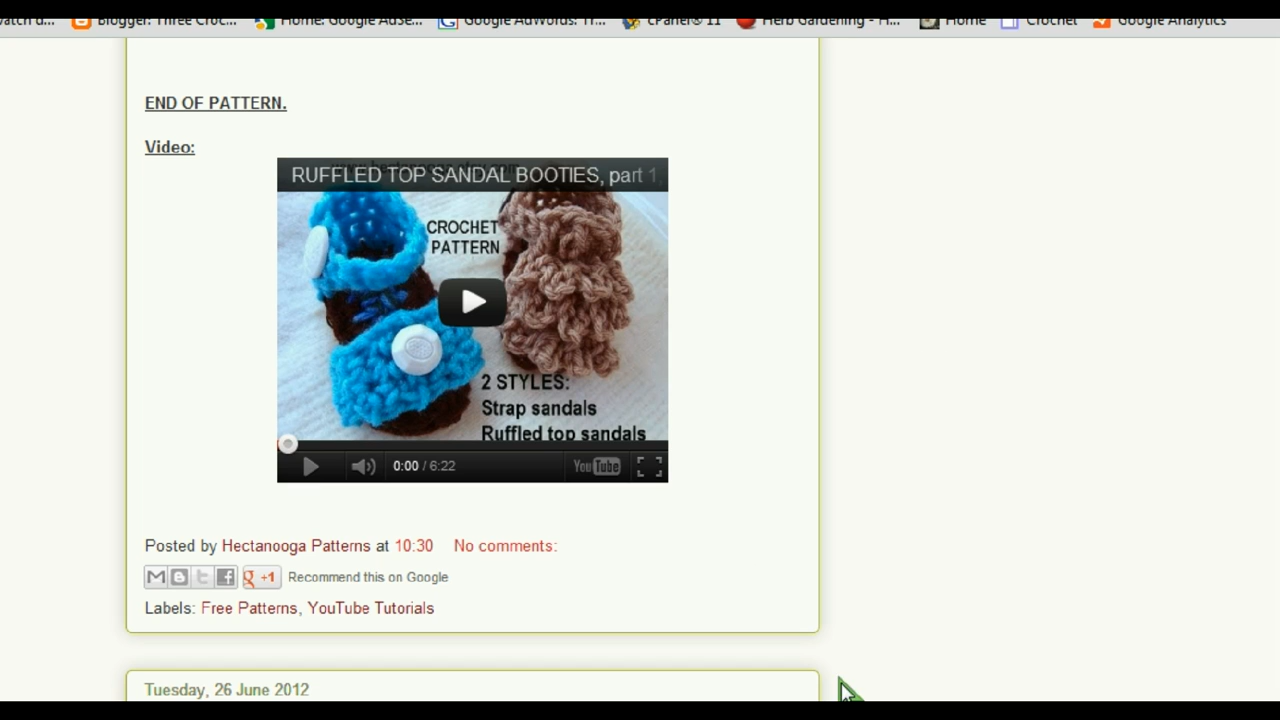 atch d... Blogger: Three Croc... Home: Google AdSe... Google AdWords: Tr... cPanel® 11 Herb Gardening - H... Home Crochet Google Analytics
END OF PATTERN.
Video:
RUFFLED TOP SANDAL BOOTIES, part 1
CROCHET
PATTERN
2 STYLES:
Strap sandals
Ruffled top sandals
0:00 / 6:22 YouTube
Posted by Hectanooga Patterns at 10:30 No comments:
g +1 Recommend this on Google
Labels: Free Patterns, YouTube Tutorials
Tuesday, 26 June 2012